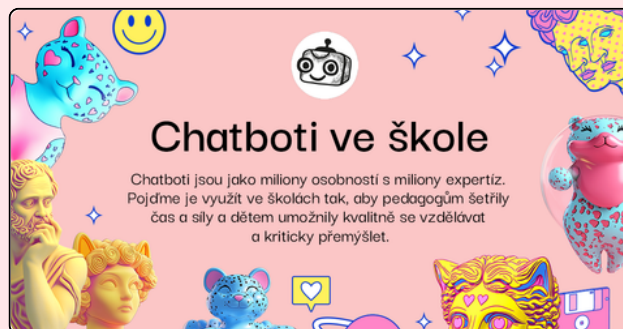 Chatboti ve škole
Chatboti jsou jako miliony osobností s miliony expertíz.
Pojďme je využít ve školách tak, aby pedagogům šetřily
čas a síly a dětem umožnily kvalitně se vzdělávat
a kriticky přemýšlet.